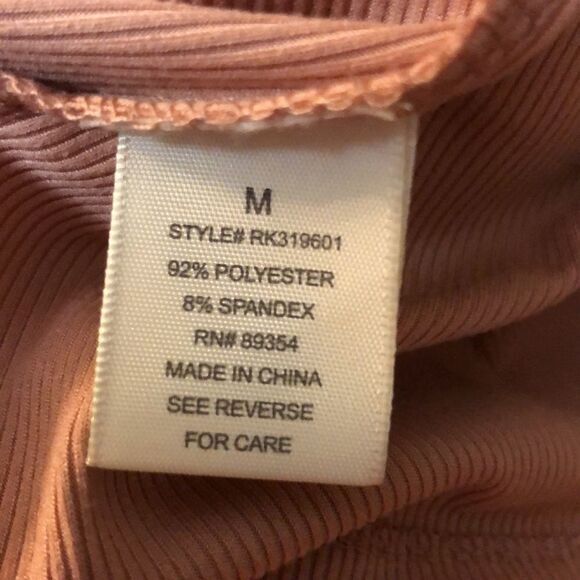 M
STYLE# RK319601
92% POLYESTER
8% SPANDEX
RN# 89354
MADE IN CHINA
SEE REVERSE
FOR CARE